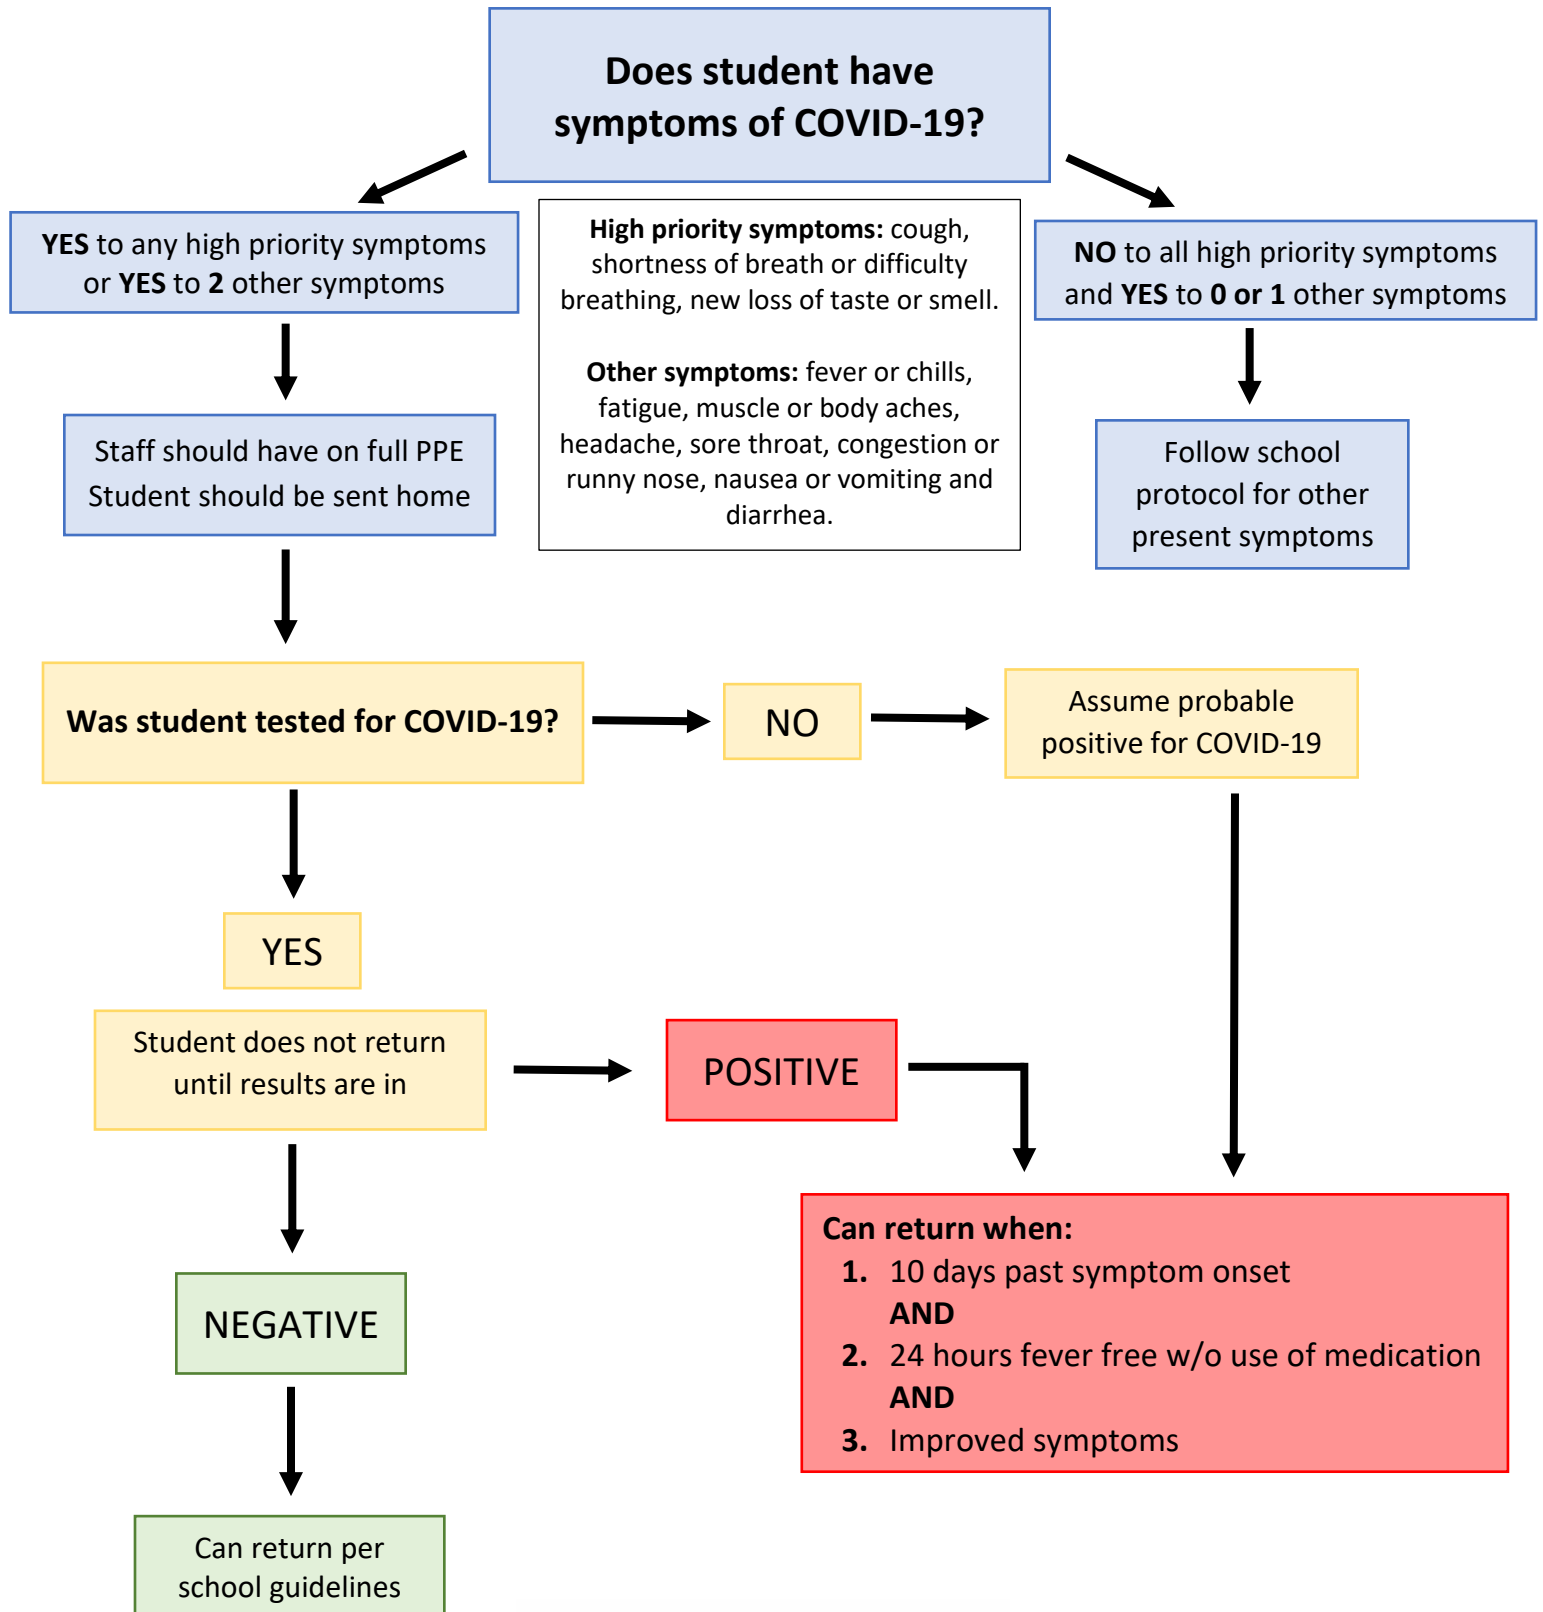 Does student have
symptoms of COVID-19?
YES to any high priority symptoms
or YES to 2 other symptoms
High priority symptoms: cough,
shortness of breath or difficulty
breathing, new loss of taste or smell.
Other symptoms: fever or chills,
fatigue, muscle or body aches,
headache, sore throat, congestion or
runny nose, nausea or vomiting and
diarrhea.
NO to all high priority symptoms
and YES to 0 or 1 other symptoms
Staff should have on full PPE
Student should be sent home
Follow school
protocol for other
present symptoms
Was student tested for COVID-19?
NO
Assume probable
positive for COVID-19
YES
Student does not return
until results are in
POSITIVE
Can return when:
1. 10 days past symptom onset
AND
2. 24 hours fever free w/o use of medication
AND
3. Improved symptoms
NEGATIVE
Can return per
school guidelines